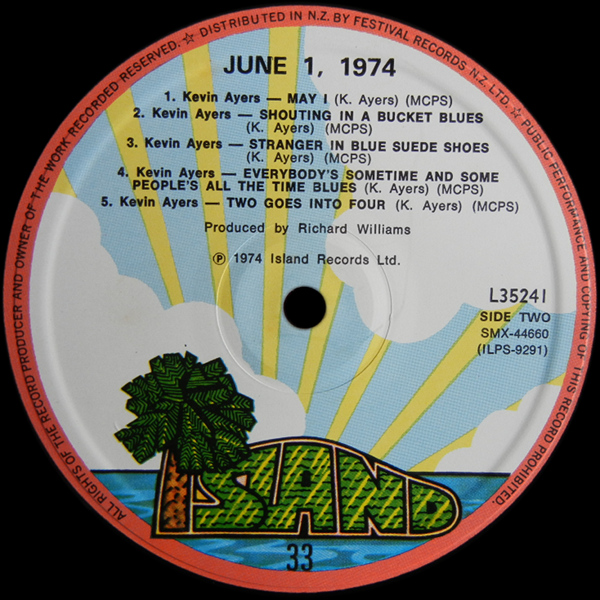 ALL RIGHTS OF THE RECORD PRODUCER AND OWNER OF THE WORK RECORDED RESERVED. ☆ DISTRIBUTED IN N.Z. BY FESTIVAL RECORDS N.Z. LTD. ☆ PUBLIC PERFORMANCE AND COPYING OF THIS RECORD PROHIBITED.
JUNE 1, 1974
1. Kevin Ayers — MAY I (K. Ayers) (MCPS)
2. Kevin Ayers — SHOUTING IN A BUCKET BLUES
(K. Ayers) (MCPS)
3. Kevin Ayers — STRANGER IN BLUE SUEDE SHOES
(K. Ayers) (MCPS)
4. Kevin Ayers — EVERYBODY'S SOMETIME AND SOME
PEOPLE'S ALL THE TIME BLUES (K. Ayers) (MCPS)
5. Kevin Ayers — TWO GOES INTO FOUR (K. Ayers) (MCPS)
Produced by Richard Williams
℗ 1974 Island Records Ltd.
L35241
SIDE TWO
SMX-44660
(ILPS-9291)
ISLAND
33